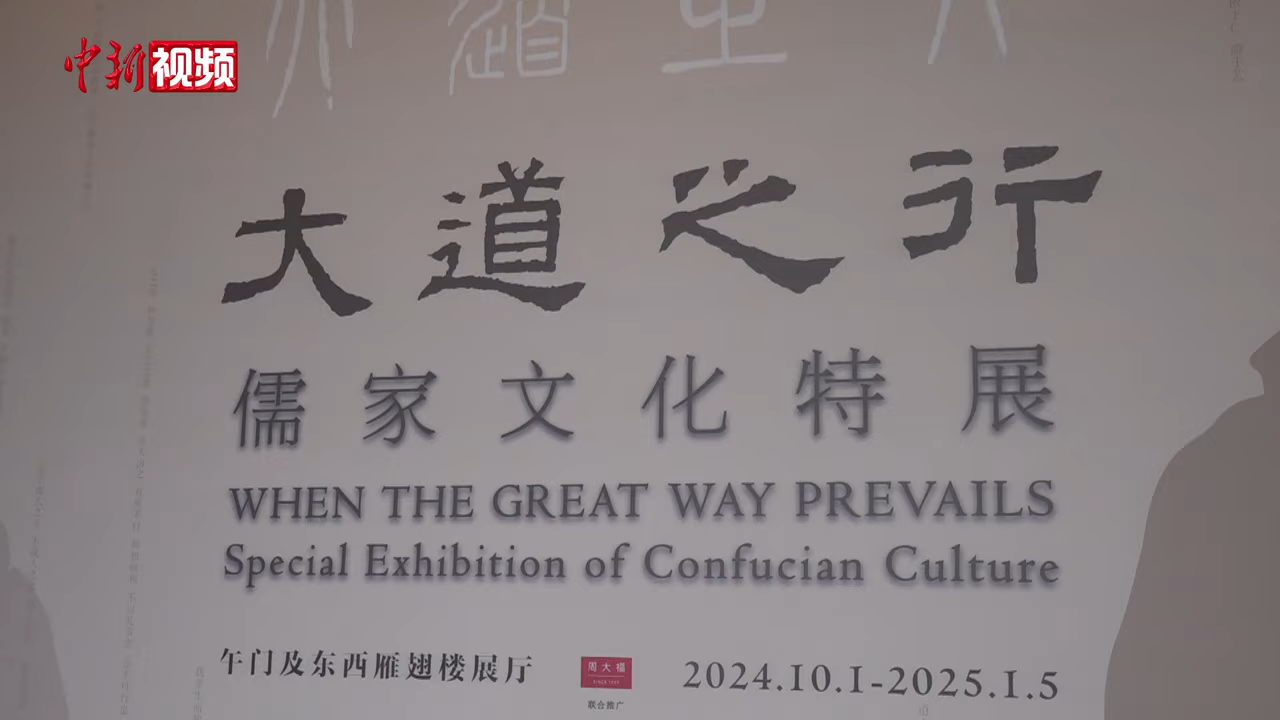 中新视频
大道之行
儒家文化特展
WHEN THE GREAT WAY PREVAILS
Special Exhibition of Confucian Culture
午门及东西雁翅楼展厅
周大福
SINCE 1929
联合推广
2024.10.1-2025.1.5